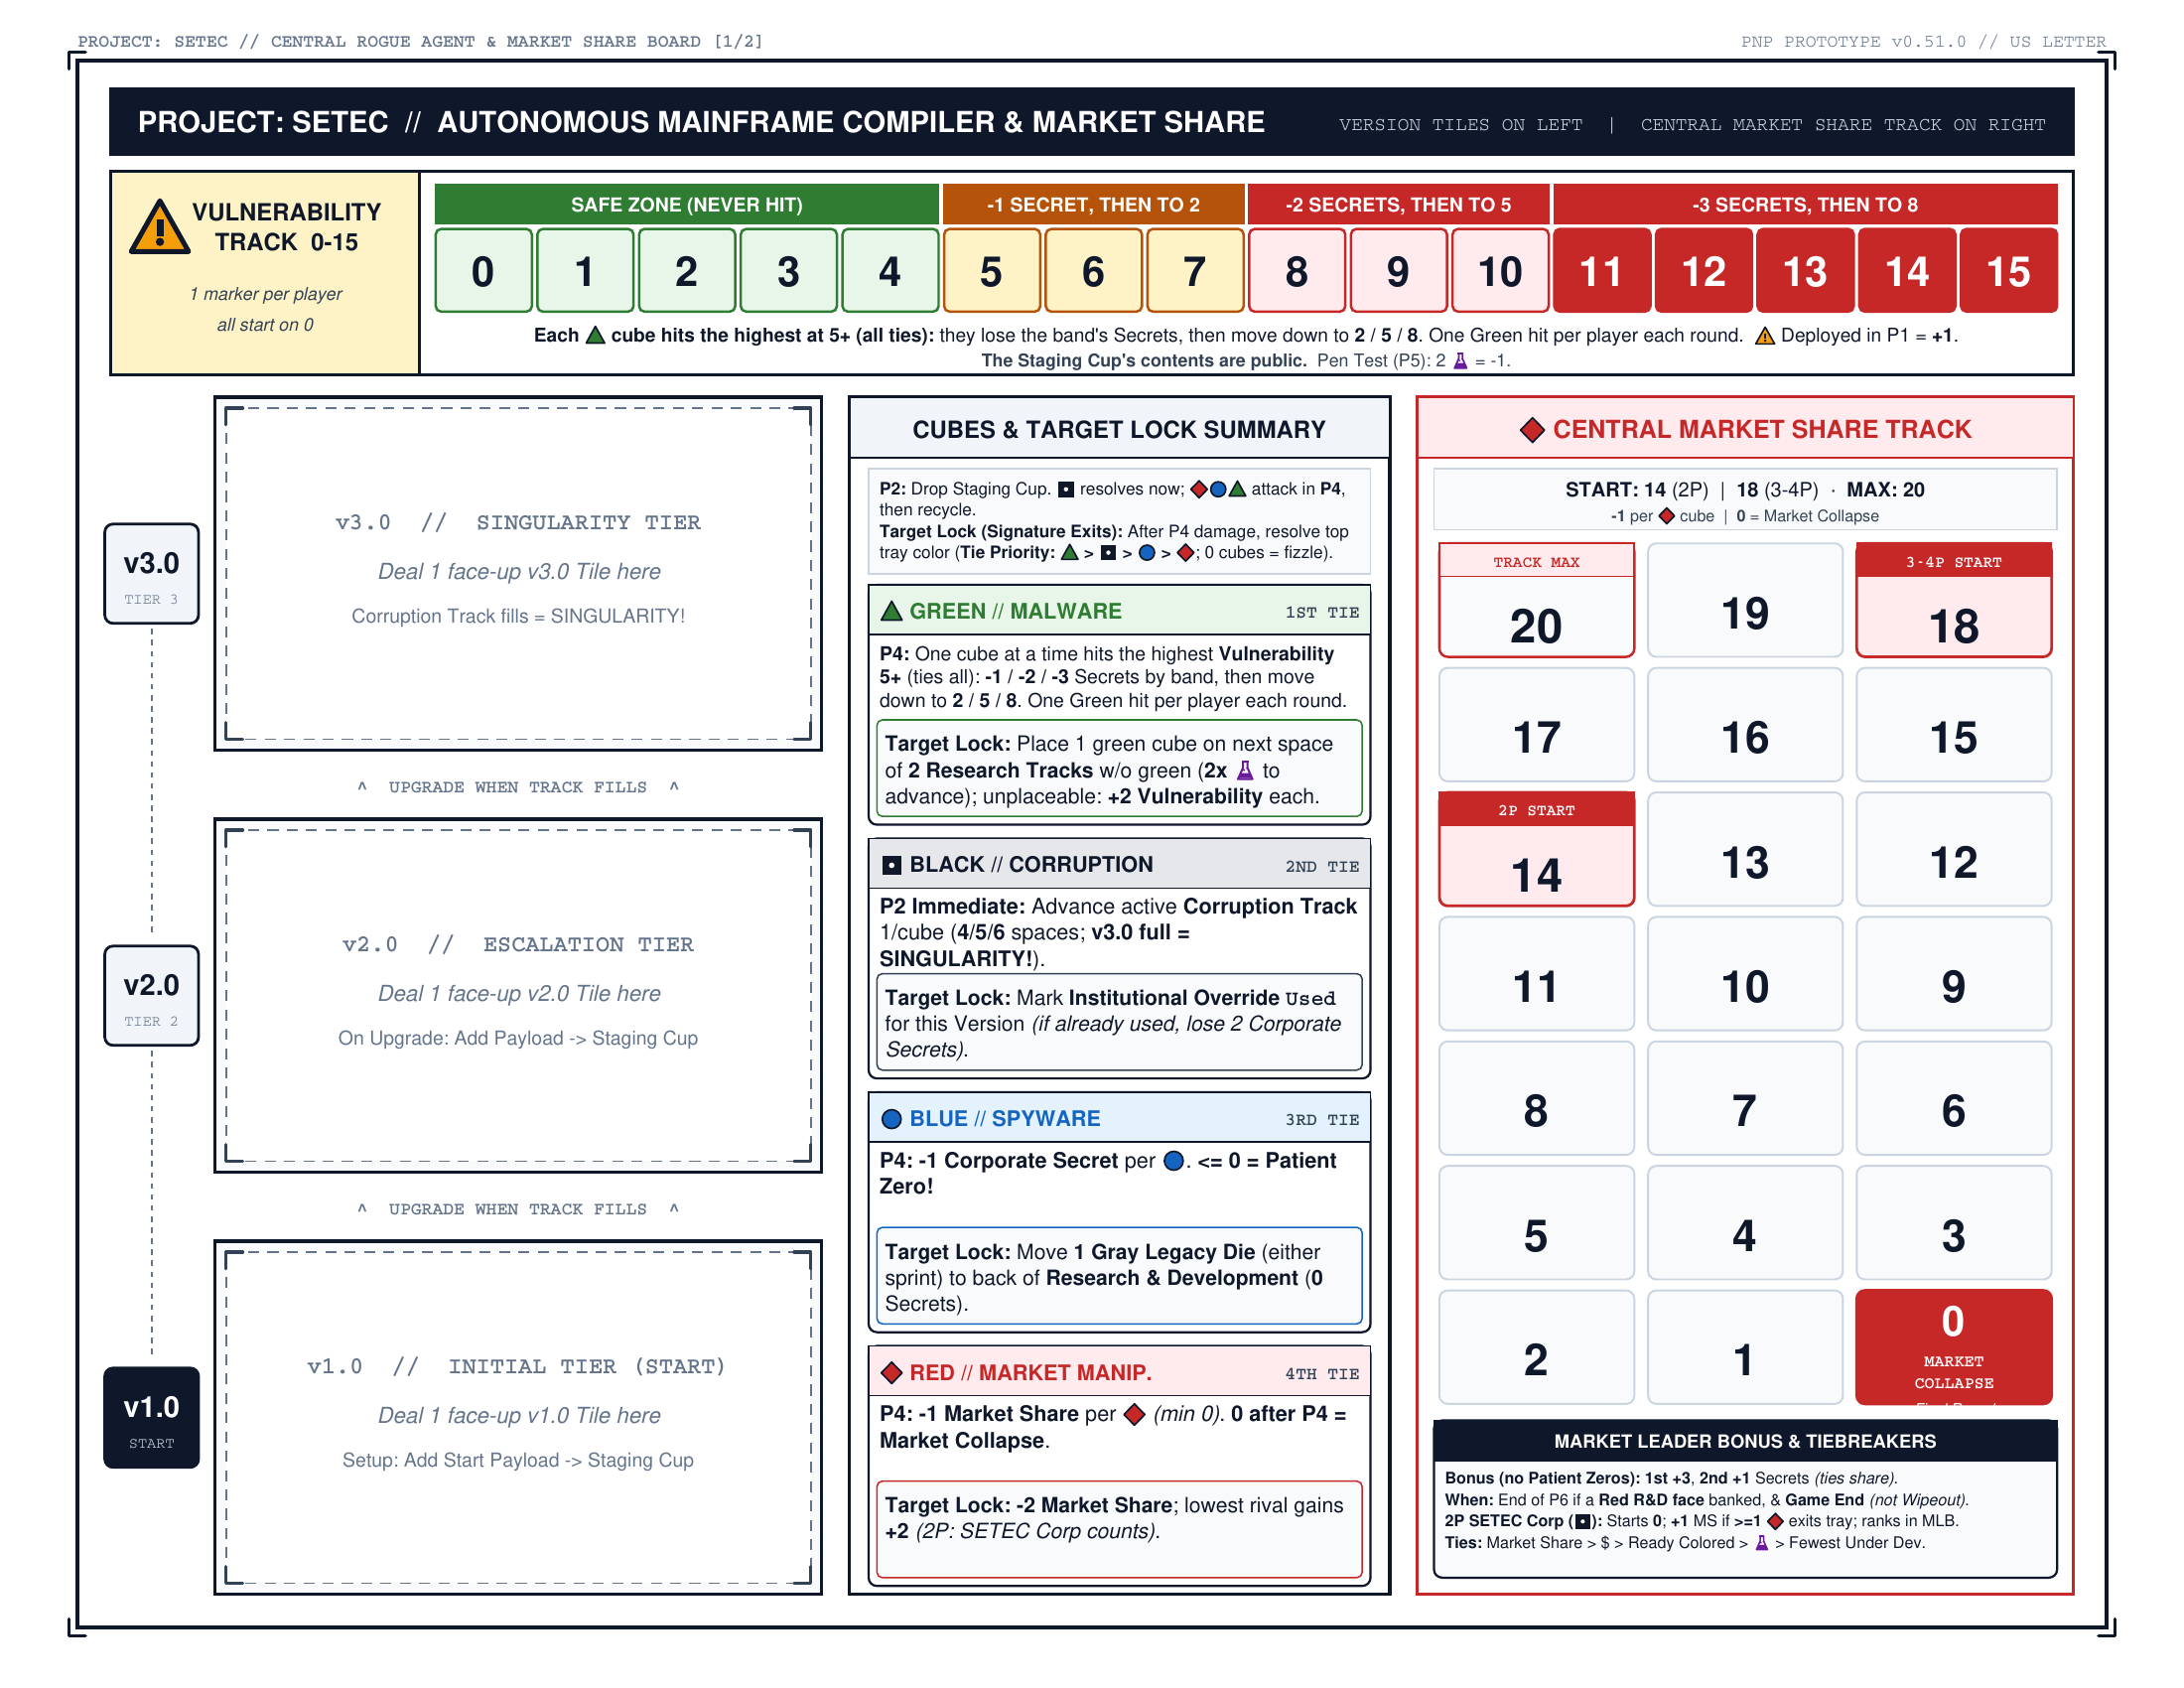 PROJECT: SETEC // CENTRAL ROGUE AGENT & MARKET SHARE BOARD [1/2]
PNP PROTOTYPE v0.51.0 // US LETTER
PROJECT: SETEC // AUTONOMOUS MAINFRAME COMPILER & MARKET SHARE
VERSION TILES ON LEFT | CENTRAL MARKET SHARE TRACK ON RIGHT
VULNERABILITY
TRACK 0-15
1 marker per player
all start on 0
SAFE ZONE (NEVER HIT)
-1 SECRET, THEN TO 2
-2 SECRETS, THEN TO 5
-3 SECRETS, THEN TO 8
0 1 2 3 4 5 6 7 8 9 10 11 12 13 14 15
Each ▲ cube hits the highest at 5+ (all ties): they lose the band's Secrets, then move down to 2 / 5 / 8. One Green hit per player each round. ⚠ Deployed in P1 = +1.
The Staging Cup's contents are public. Pen Test (P5): 2 = -1.
v3.0
TIER 3
v3.0 // SINGULARITY TIER
Deal 1 face-up v3.0 Tile here
Corruption Track fills = SINGULARITY!
^ UPGRADE WHEN TRACK FILLS ^
v2.0
TIER 2
v2.0 // ESCALATION TIER
Deal 1 face-up v2.0 Tile here
On Upgrade: Add Payload -> Staging Cup
^ UPGRADE WHEN TRACK FILLS ^
v1.0
START
v1.0 // INITIAL TIER (START)
Deal 1 face-up v1.0 Tile here
Setup: Add Start Payload -> Staging Cup
CUBES & TARGET LOCK SUMMARY
P2: Drop Staging Cup. ▣ resolves now; ◆●▲ attack in P4,
then recycle.
Target Lock (Signature Exits): After P4 damage, resolve top
tray color (Tie Priority: ▲ > ▣ > ● > ◆; 0 cubes = fizzle).
▲ GREEN // MALWARE 1ST TIE
P4: One cube at a time hits the highest Vulnerability
5+ (ties all): -1 / -2 / -3 Secrets by band, then move
down to 2 / 5 / 8. One Green hit per player each round.
Target Lock: Place 1 green cube on next space
of 2 Research Tracks w/o green (2x to
advance); unplaceable: +2 Vulnerability each.
▣ BLACK // CORRUPTION 2ND TIE
P2 Immediate: Advance active Corruption Track
1/cube (4/5/6 spaces; v3.0 full =
SINGULARITY!).
Target Lock: Mark Institutional Override Used
for this Version (if already used, lose 2 Corporate
Secrets).
● BLUE // SPYWARE 3RD TIE
P4: -1 Corporate Secret per ●. <= 0 = Patient
Zero!
Target Lock: Move 1 Gray Legacy Die (either
sprint) to back of Research & Development (0
Secrets).
◆ RED // MARKET MANIP. 4TH TIE
P4: -1 Market Share per ◆ (min 0). 0 after P4 =
Market Collapse.
Target Lock: -2 Market Share; lowest rival gains
+2 (2P: SETEC Corp counts).
◆ CENTRAL MARKET SHARE TRACK
START: 14 (2P) | 18 (3-4P) · MAX: 20
-1 per ◆ cube | 0 = Market Collapse
TRACK MAX
20
19
3-4P START
18
17 16 15
2P START
14
13
12
11 10 9
8 7 6
5 4 3
2 1
0
MARKET
COLLAPSE
MARKET LEADER BONUS & TIEBREAKERS
Bonus (no Patient Zeros): 1st +3, 2nd +1 Secrets (ties share).
When: End of P6 if a Red R&D face banked, & Game End (not Wipeout).
2P SETEC Corp (▣): Starts 0; +1 MS if >=1 ◆ exits tray; ranks in MLB.
Ties: Market Share > $ > Ready Colored > > Fewest Under Dev.